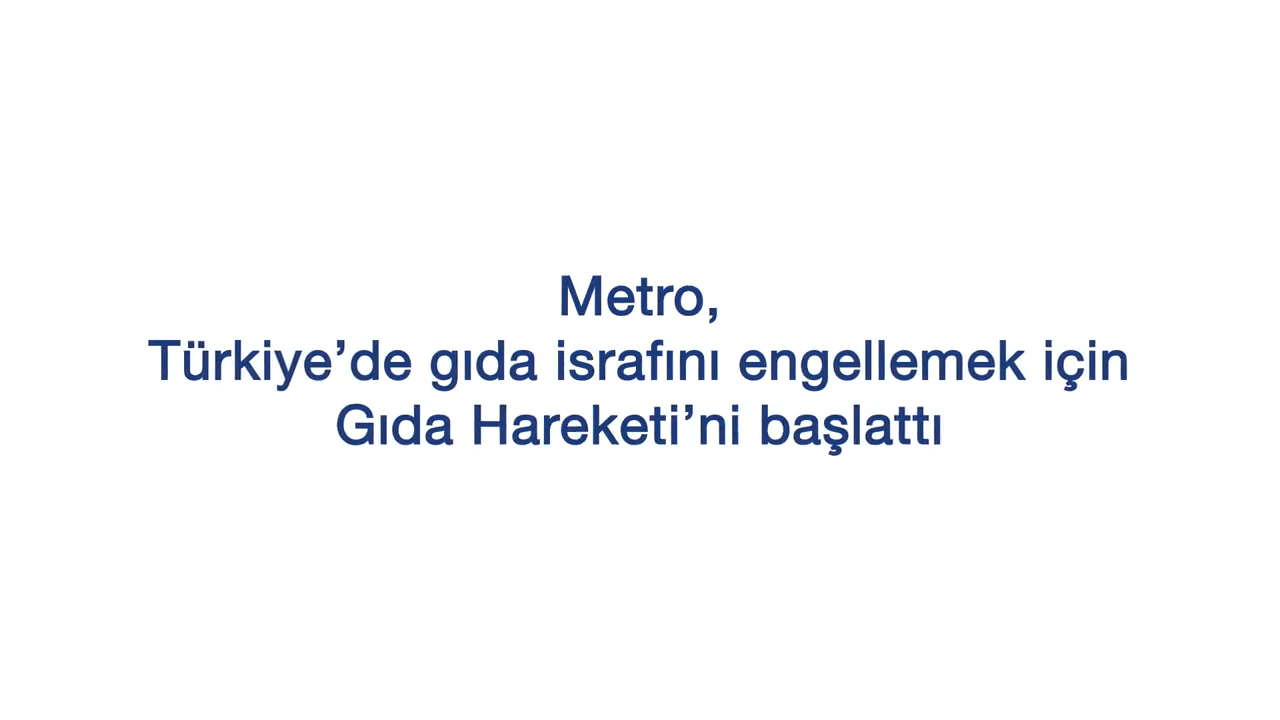 Metro,
Türkiye’de gıda israfını engellemek için
Gıda Hareketi’ni başlattı